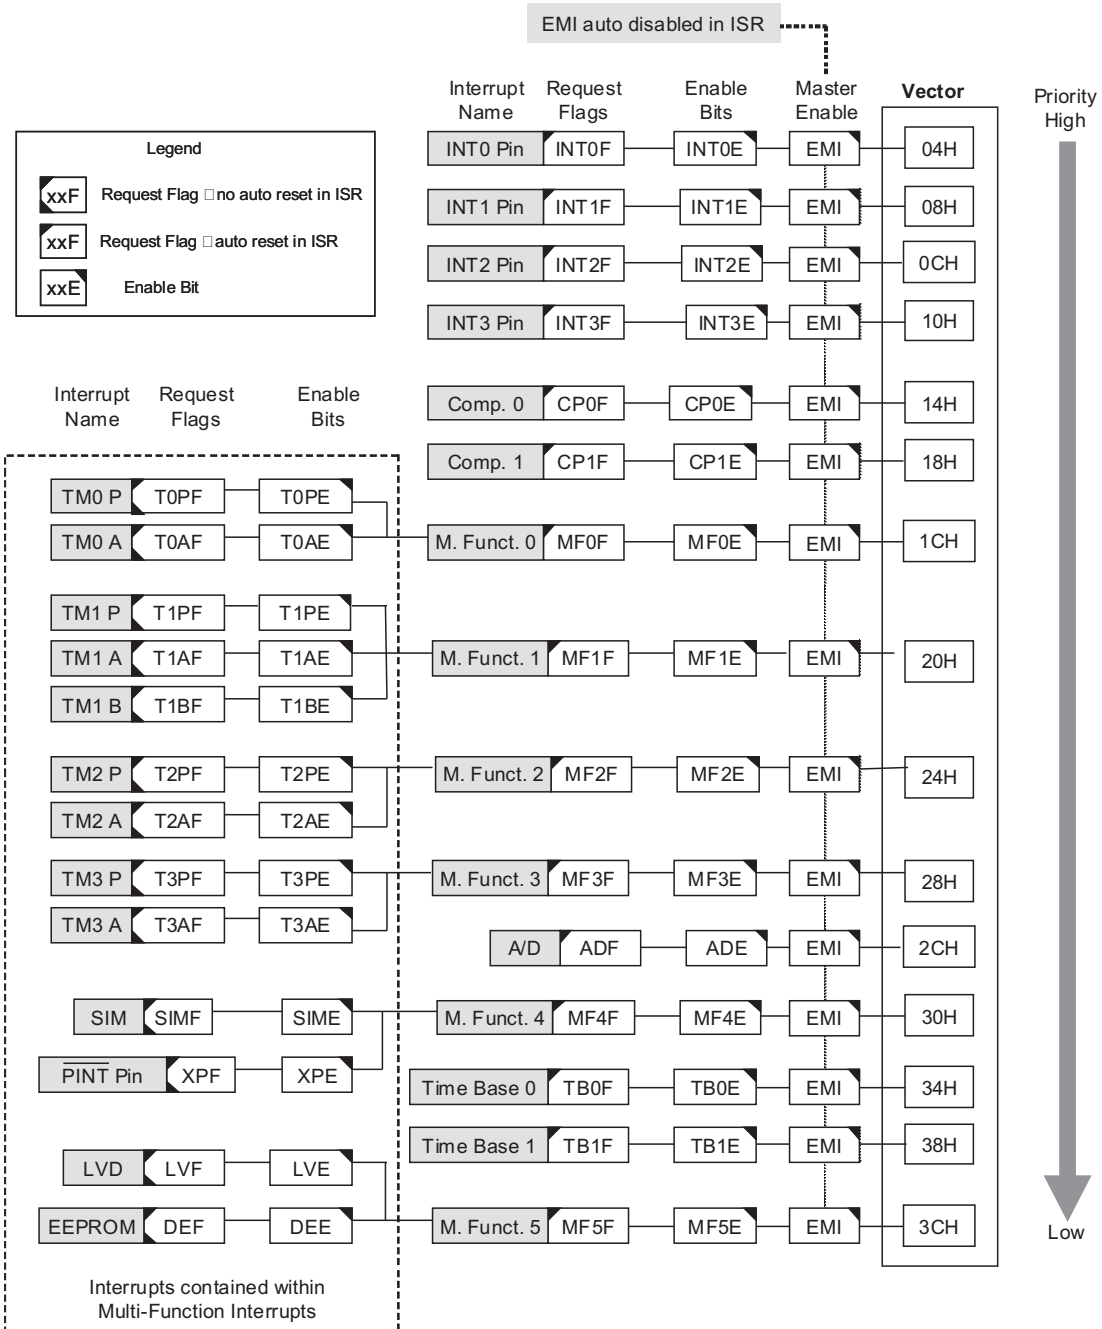 EMI auto disabled in ISR
Interrupt Name Request Flags Enable Bits Master Enable Vector Priority High
Legend
xxF Request Flag □ no auto reset in ISR
xxF Request Flag □ auto reset in ISR
xxE Enable Bit
INT0 Pin INT0F INT0E EMI 04H
INT1 Pin INT1F INT1E EMI 08H
INT2 Pin INT2F INT2E EMI 0CH
INT3 Pin INT3F INT3E EMI 10H
Interrupt Name Request Flags Enable Bits
Comp. 0 CP0F CP0E EMI 14H
Comp. 1 CP1F CP1E EMI 18H
TM0 P T0PF T0PE
TM0 A T0AF T0AE M. Funct. 0 MF0F MF0E EMI 1CH
TM1 P T1PF T1PE
TM1 A T1AF T1AE M. Funct. 1 MF1F MF1E EMI 20H
TM1 B T1BF T1BE
TM2 P T2PF T2PE M. Funct. 2 MF2F MF2E EMI 24H
TM2 A T2AF T2AE
TM3 P T3PF T3PE M. Funct. 3 MF3F MF3E EMI 28H
TM3 A T3AF T3AE
A/D ADF ADE EMI 2CH
SIM SIMF SIME M. Funct. 4 MF4F MF4E EMI 30H
PINT Pin XPF XPE
Time Base 0 TB0F TB0E EMI 34H
Time Base 1 TB1F TB1E EMI 38H
LVD LVF LVE
EEPROM DEF DEE M. Funct. 5 MF5F MF5E EMI 3CH
Low
Interrupts contained within
Multi-Function Interrupts